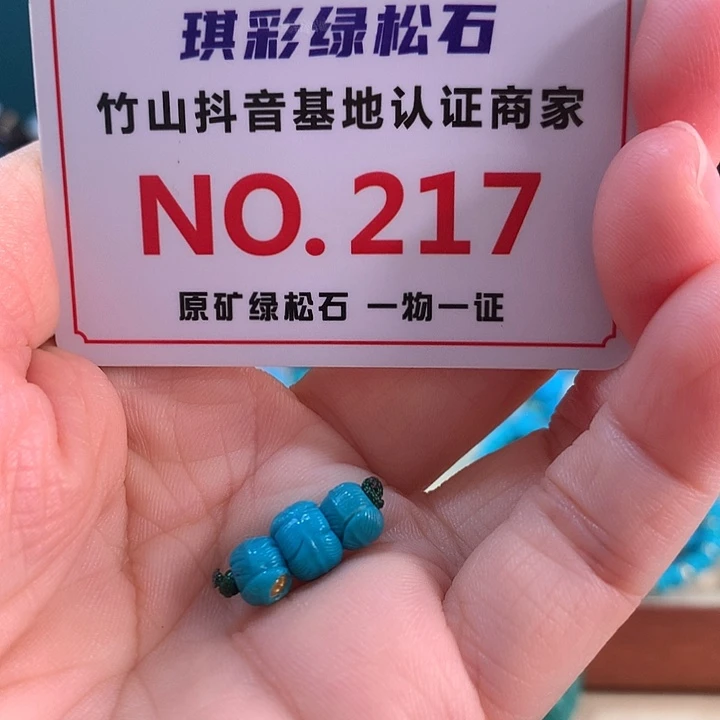 琪彩绿松石
竹山抖音基地认证商家
NO.217
原矿绿松石 一物一证